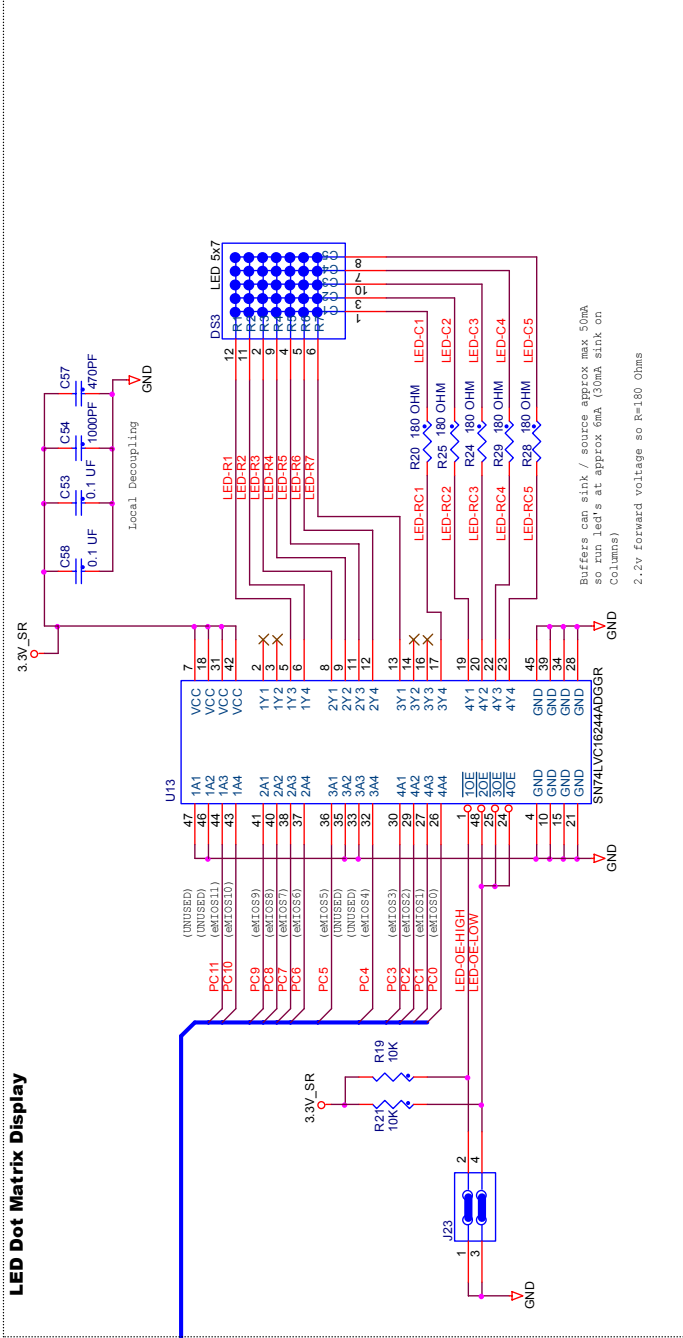 LED Dot Matrix Display
3.3V_SR
C58
0.1 UF
C53
0.1 UF
C54
1000PF
C57
470PF
GND
Local Decoupling
U13
47
1A1
46
1A2
44
1A3
43
1A4
41
2A1
40
2A2
38
2A3
37
2A4
36
3A1
35
3A2
33
3A3
32
3A4
30
4A1
29
4A2
27
4A3
26
4A4
1
1OE
48
2OE
25
3OE
24
4OE
4
GND
10
GND
15
GND
21
GND
VCC
7
VCC
18
VCC
31
VCC
42
1Y1
2
1Y2
3
1Y3
5
1Y4
6
2Y1
8
2Y2
9
2Y3
11
2Y4
12
3Y1
13
3Y2
14
3Y3
16
3Y4
17
4Y1
19
4Y2
20
4Y3
22
4Y4
23
GND
45
GND
39
GND
34
GND
28
SN74LVC16244ADGGR
GND
GND
(UNUSED)
(UNUSED)
PC11
(eMIOS11)
PC10
(eMIOS10)
PC9
(eMIOS9)
PC8
(eMIOS8)
PC7
(eMIOS7)
PC6
(eMIOS6)
PC5
(eMIOS5)
(UNUSED)
(UNUSED)
PC4
(eMIOS4)
PC3
(eMIOS3)
PC2
(eMIOS2)
PC1
(eMIOS1)
PC0
(eMIOS0)
LED-OE-HIGH
LED-OE-LOW
3.3V_SR
R21
10K
R19
10K
J23
1
2
3
4
GND
LED-R1
LED-R2
LED-R3
LED-R4
LED-R5
LED-R6
LED-R7
DS3
LED 5x7
12
R1
11
R2
2
R3
9
R4
4
R5
5
R6
6
R7
C1
C2
C3
C4
C5
1
3
10
7
8
LED-RC1
R20
180 OHM
LED-C1
LED-RC2
R25
180 OHM
LED-C2
LED-RC3
R24
180 OHM
LED-C3
LED-RC4
R29
180 OHM
LED-C4
LED-RC5
R28
180 OHM
LED-C5
Buffers can sink / source approx max 50mA
so run led's at approx 6mA (30mA sink on
Columns)
2.2v forward voltage so R=180 Ohms